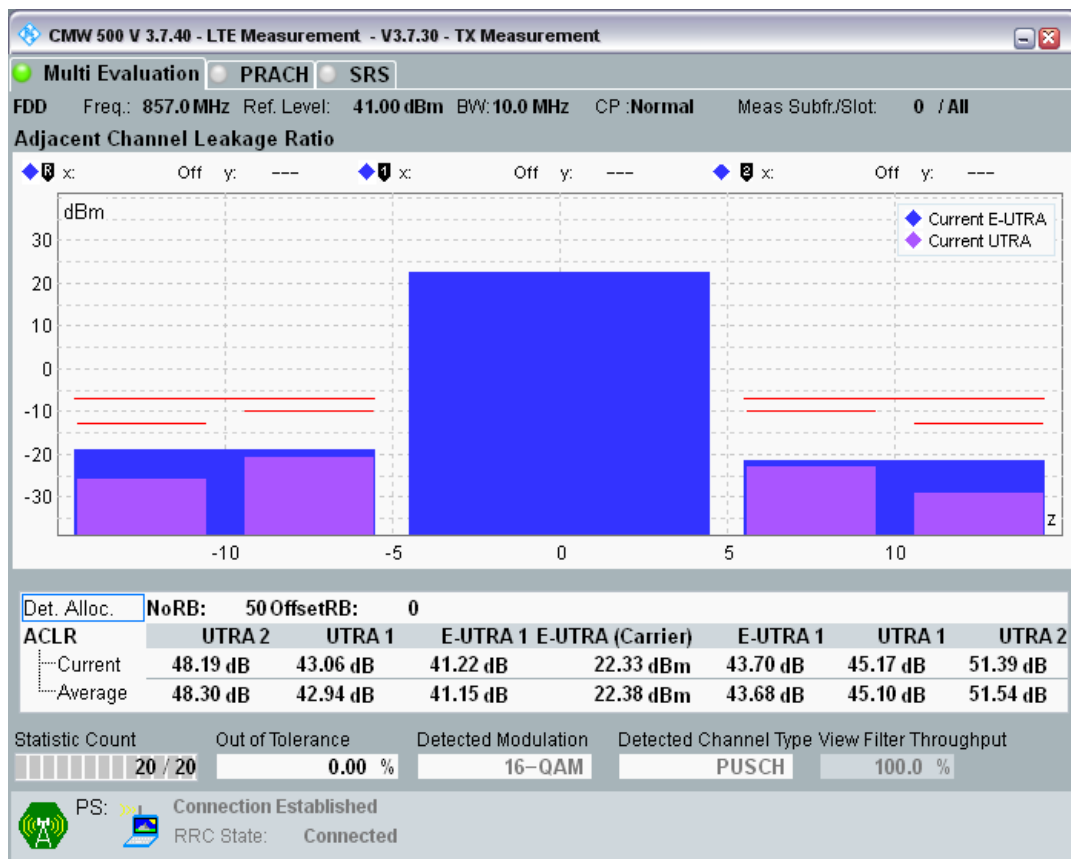 CMW 500 V 3.7.40 - LTE Measurement - V3.7.30 - TX Measurement
Multi Evaluation PRACH SRS
FDD Freq.: 857.0 MHz Ref. Level: 41.00 dBm BW: 10.0 MHz CP :Normal Meas Subfr./Slot: 0 / All
Adjacent Channel Leakage Ratio
R x: Off y: --- 1 x: Off y: --- 2 x: Off y: ---
dBm
Current E-UTRA
Current UTRA
30
20
10
0
-10
-20
-30
z
-10 -5 0 5 10
Det. Alloc. NoRB: 50 OffsetRB: 0
ACLR UTRA 2 UTRA 1 E-UTRA 1 E-UTRA (Carrier) E-UTRA 1 UTRA 1 UTRA 2
Current 48.19 dB 43.06 dB 41.22 dB 22.33 dBm 43.70 dB 45.17 dB 51.39 dB
Average 48.30 dB 42.94 dB 41.15 dB 22.38 dBm 43.68 dB 45.10 dB 51.54 dB
Statistic Count Out of Tolerance Detected Modulation Detected Channel Type View Filter Throughput
20 / 20 0.00 % 16-QAM PUSCH 100.0 %
PS: Connection Established
RRC State: Connected